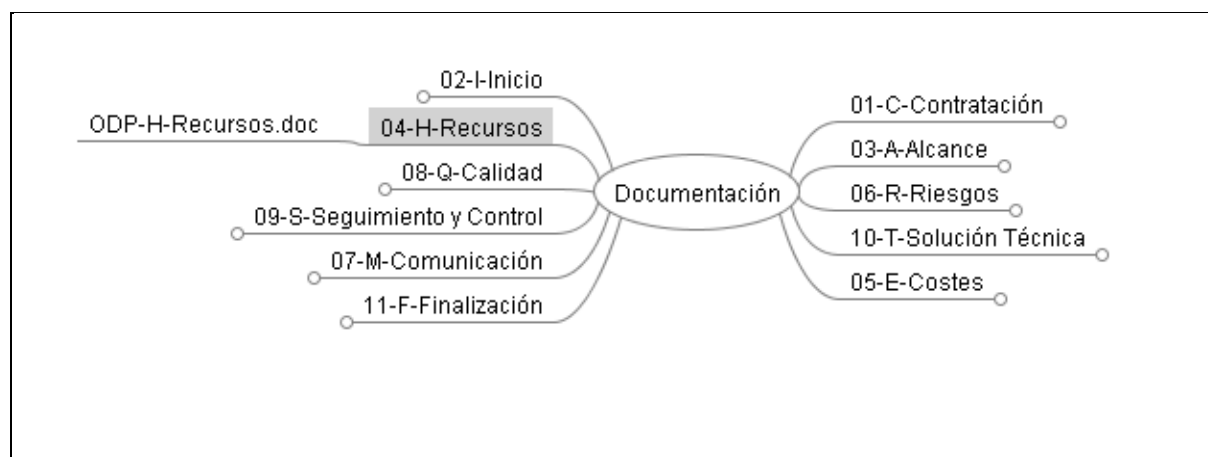 02-I-Inicio
ODP-H-Recursos.doc
04-H-Recursos
08-Q-Calidad
09-S-Seguimiento y Control
07-M-Comunicación
11-F-Finalización
Documentación
01-C-Contratación
03-A-Alcance
06-R-Riesgos
10-T-Solución Técnica
05-E-Costes